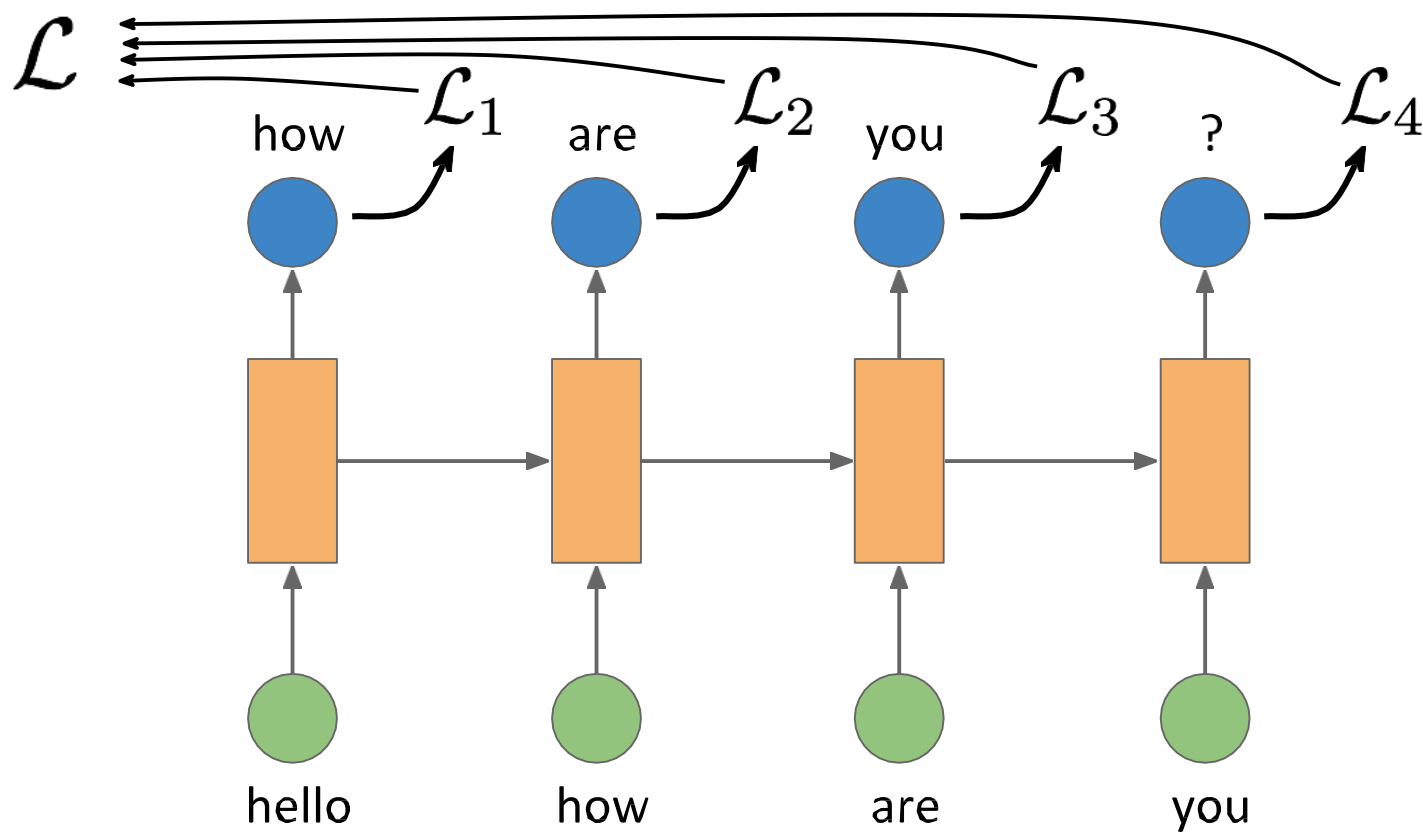 ℒ
ℒ₁ ℒ₂ ℒ₃ ℒ₄
how are you ?
hello how are you